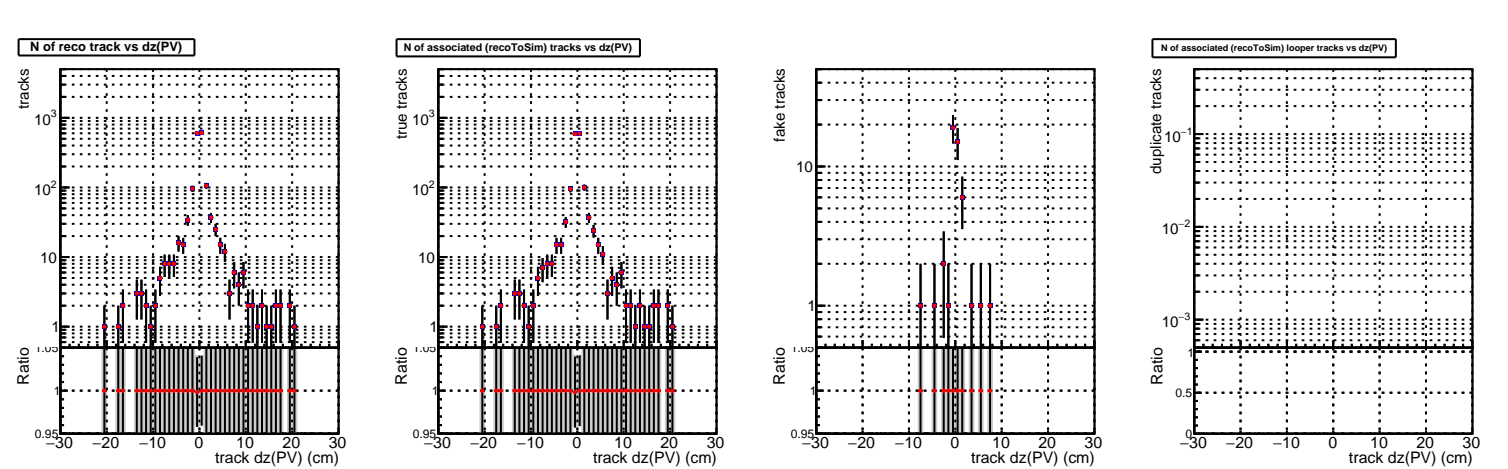 N of reco track vs dz(PV)
tracks
10³
10²
10
1
Ratio
1.05
1
0.95
−30 −20 −10 0 10 20 30
track dz(PV) (cm)
N of associated (recoToSim) tracks vs dz(PV)
true tracks
10³
10²
10
1
Ratio
1.05
1
0.95
−30 −20 −10 0 10 20 30
track dz(PV) (cm)
fake tracks
10
1
Ratio
1.05
1
0.95
−30 −20 −10 0 10 20 30
track dz(PV) (cm)
N of associated (recoToSim) looper tracks vs dz(PV)
duplicate tracks
10⁻¹
10⁻²
10⁻³
Ratio
1
0.5
0
−30 −20 −10 0 10 20 30
track dz(PV) (cm)